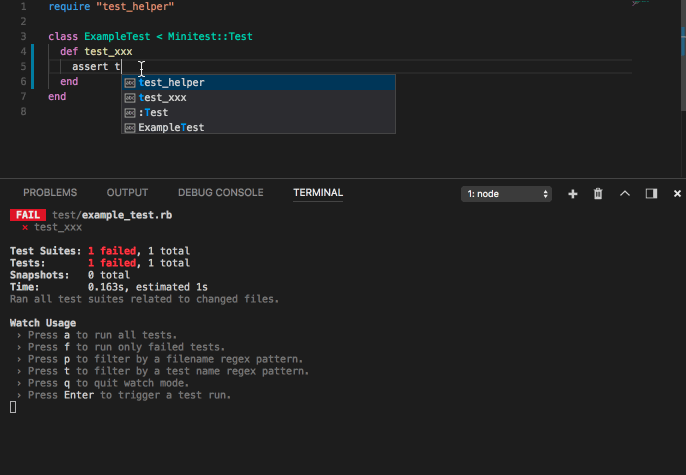 1 require "test_helper"
2
3 class ExampleTest < Minitest::Test
4 def test_xxx
5 assert t
6 end
7 end
8
abc test_helper
abc test_xxx
abc :Test
abc ExampleTest
PROBLEMS OUTPUT DEBUG CONSOLE TERMINAL 1: node
FAIL test/example_test.rb
× test_xxx
Test Suites: 1 failed, 1 total
Tests: 1 failed, 1 total
Snapshots: 0 total
Time: 0.163s, estimated 1s
Ran all test suites related to changed files.
Watch Usage
› Press a to run all tests.
› Press f to run only failed tests.
› Press p to filter by a filename regex pattern.
› Press t to filter by a test name regex pattern.
› Press q to quit watch mode.
› Press Enter to trigger a test run.